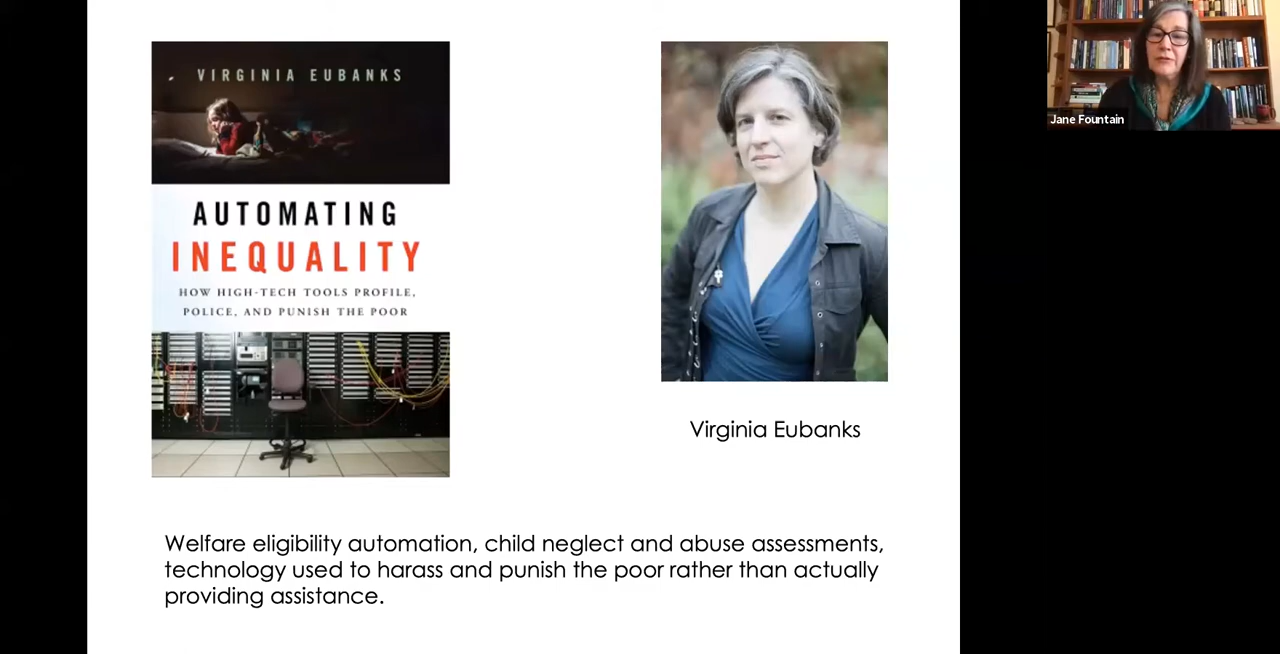 VIRGINIA EUBANKS
AUTOMATING
INEQUALITY
HOW HIGH-TECH TOOLS PROFILE,
POLICE, AND PUNISH THE POOR
Virginia Eubanks
Welfare eligibility automation, child neglect and abuse assessments,
technology used to harass and punish the poor rather than actually
providing assistance.
Jane Fountain